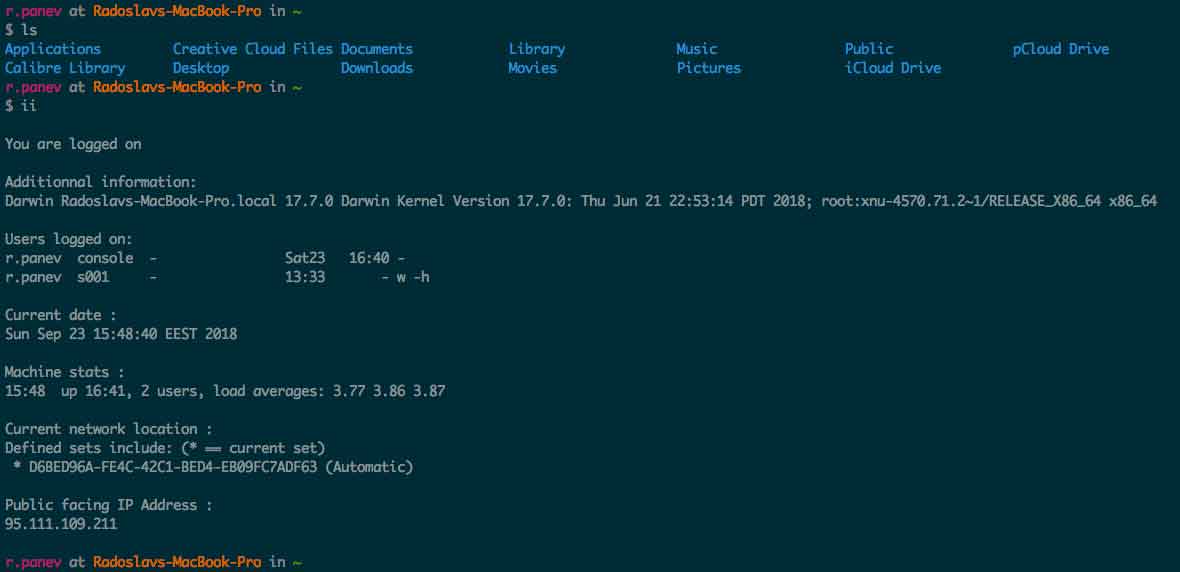 r.panev at Radoslavs-MacBook-Pro in ~
$ ls
Applications Creative Cloud Files Documents Library Music Public pCloud Drive
Calibre Library Desktop Downloads Movies Pictures iCloud Drive
r.panev at Radoslavs-MacBook-Pro in ~
$ ii
You are logged on
Additionnal information:
Darwin Radoslavs-MacBook-Pro.local 17.7.0 Darwin Kernel Version 17.7.0: Thu Jun 21 22:53:14 PDT 2018; root:xnu-4570.71.2~1/RELEASE_X86_64 x86_64
Users logged on:
r.panev console - Sat23 16:40 -
r.panev s001 - 13:33 - w -h
Current date :
Sun Sep 23 15:48:40 EEST 2018
Machine stats :
15:48 up 16:41, 2 users, load averages: 3.77 3.86 3.87
Current network location :
Defined sets include: (* == current set)
* D6BED96A-FE4C-42C1-BED4-EB09FC7ADF63 (Automatic)
Public facing IP Address :
95.111.109.211
r.panev at Radoslavs-MacBook-Pro in ~